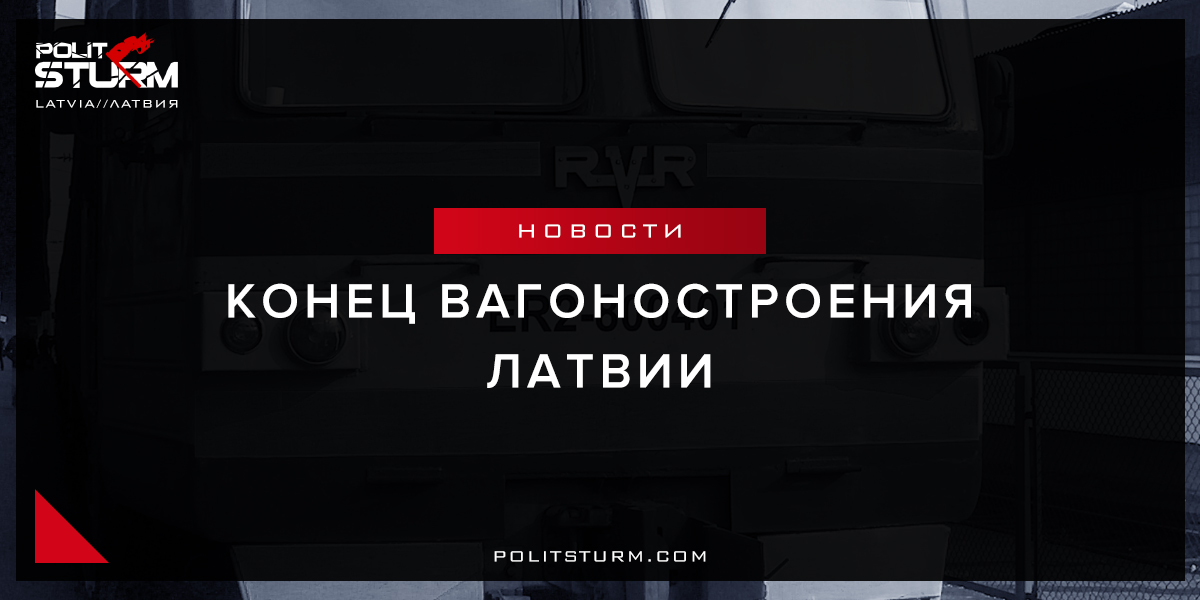 POLIT
STURM
LATVIA//ЛАТВИЯ
RVR
НОВОСТИ
КОНЕЦ ВАГОНОСТРОЕНИЯ
ЛАТВИИ
POLITSTURM.COM